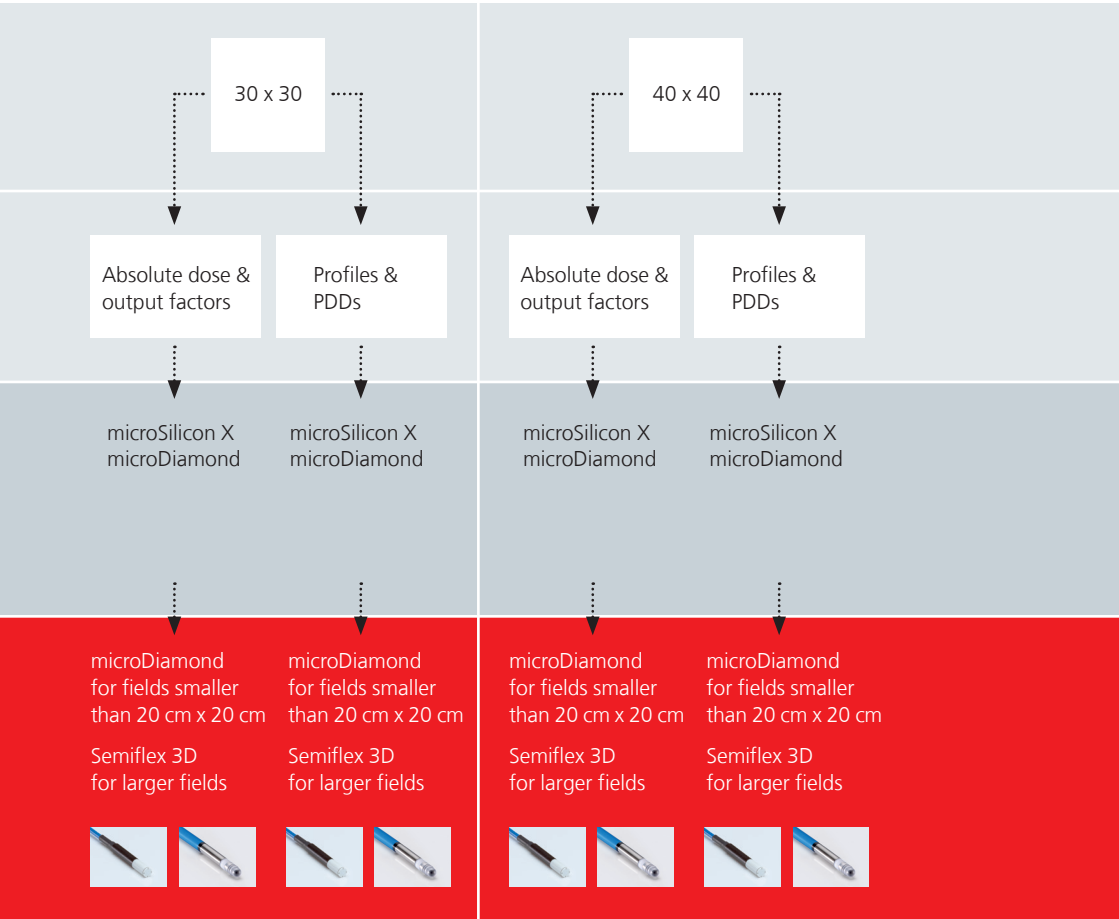 30 x 30
40 x 40
Absolute dose &
output factors
Profiles &
PDDs
Absolute dose &
output factors
Profiles &
PDDs
microSilicon X
microDiamond
microSilicon X
microDiamond
microSilicon X
microDiamond
microSilicon X
microDiamond
microDiamond
for fields smaller
than 20 cm x 20 cm
Semiflex 3D
for larger fields
microDiamond
for fields smaller
than 20 cm x 20 cm
Semiflex 3D
for larger fields
microDiamond
for fields smaller
than 20 cm x 20 cm
Semiflex 3D
for larger fields
microDiamond
for fields smaller
than 20 cm x 20 cm
Semiflex 3D
for larger fields